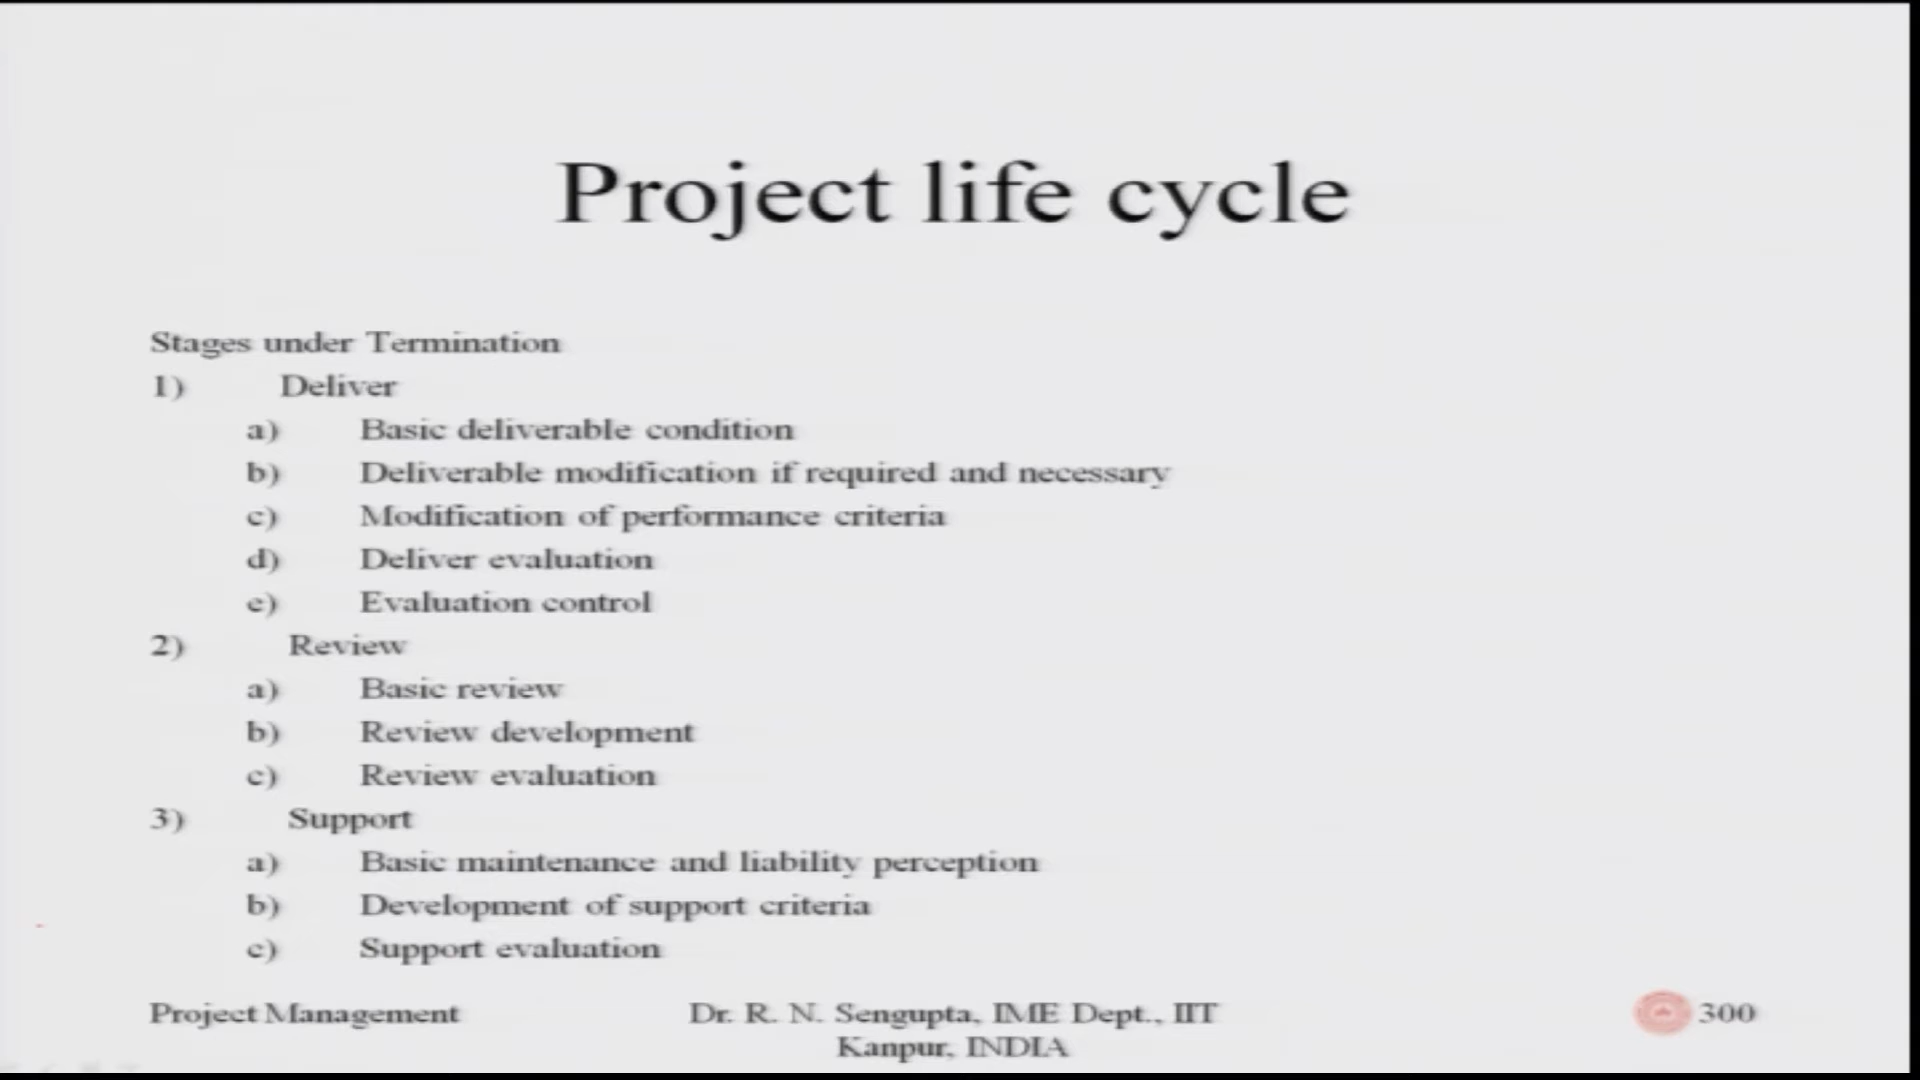 Project life cycle
Stages under Termination
1) Deliver
a) Basic deliverable condition
b) Deliverable modification if required and necessary
c) Modification of performance criteria
d) Deliver evaluation
e) Evaluation control
2) Review
a) Basic review
b) Review development
c) Review evaluation
3) Support
a) Basic maintenance and liability perception
b) Development of support criteria
c) Support evaluation
Project Management
Dr. R. N. Sengupta, IME Dept., IIT
Kanpur, INDIA
300